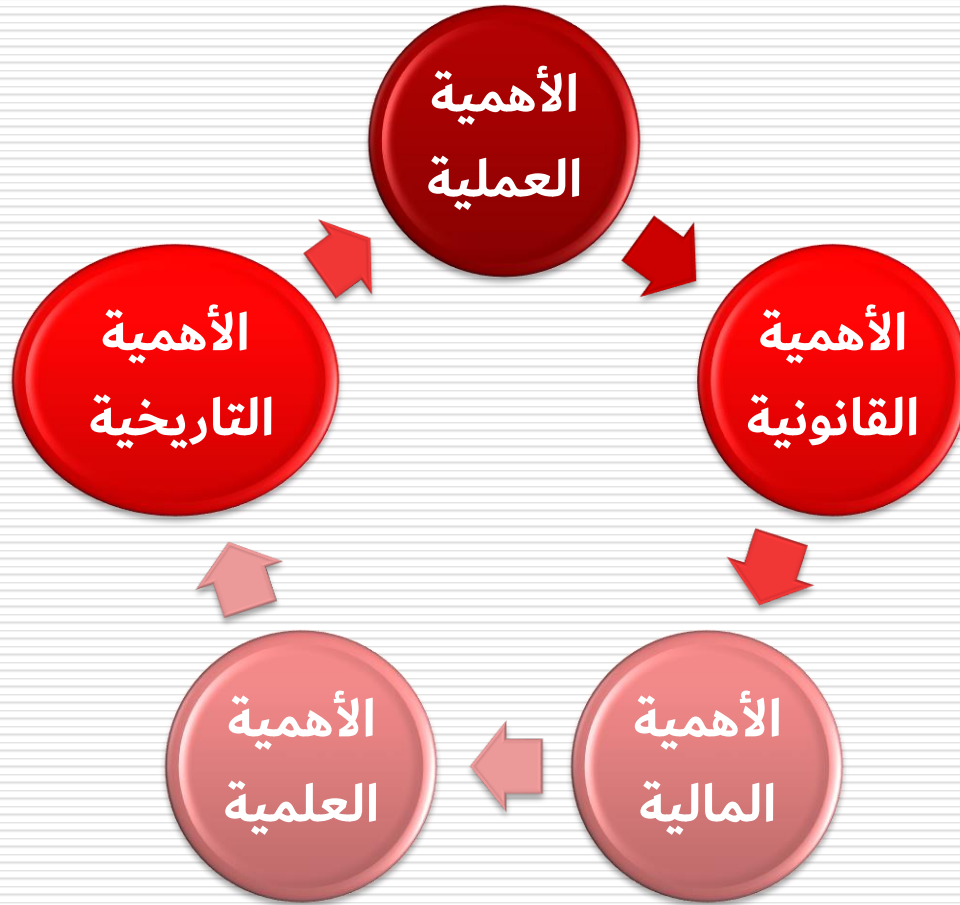 الأهمية
العملية
الأهمية
القانونية
الأهمية
المالية
الأهمية
العلمية
الأهمية
التاريخية